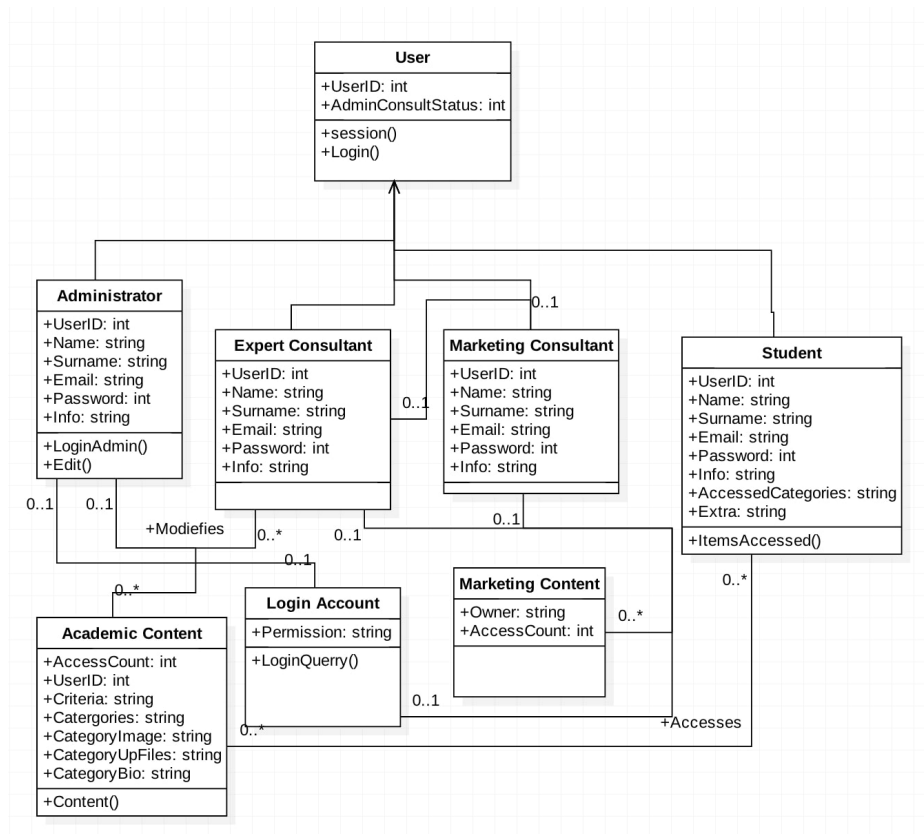 User
+UserID: int
+AdminConsultStatus: int
+session()
+Login()
Administrator
+UserID: int
+Name: string
+Surname: string
+Email: string
+Password: int
+Info: string
+LoginAdmin()
+Edit()
Expert Consultant
+UserID: int
+Name: string
+Surname: string
+Email: string
+Password: int
+Info: string
0..1
0..1
Marketing Consultant
+UserID: int
+Name: string
+Surname: string
+Email: string
+Password: int
+Info: string
Student
+UserID: int
+Name: string
+Surname: string
+Email: string
+Password: int
+Info: string
+AccessedCategories: string
+Extra: string
+ItemsAccessed()
0..1
0..1
+Modiefies
0..*
0..1
0..1
0..1
0..*
0..*
Login Account
+Permission: string
+LoginQuerry()
Marketing Content
+Owner: string
+AccessCount: int
0..*
Academic Content
+AccessCount: int
+UserID: int
+Criteria: string
+Catergories: string
+CategoryImage: string
+CategoryUpFiles: string
+CategoryBio: string
+Content()
0..*
0..1
+Accesses